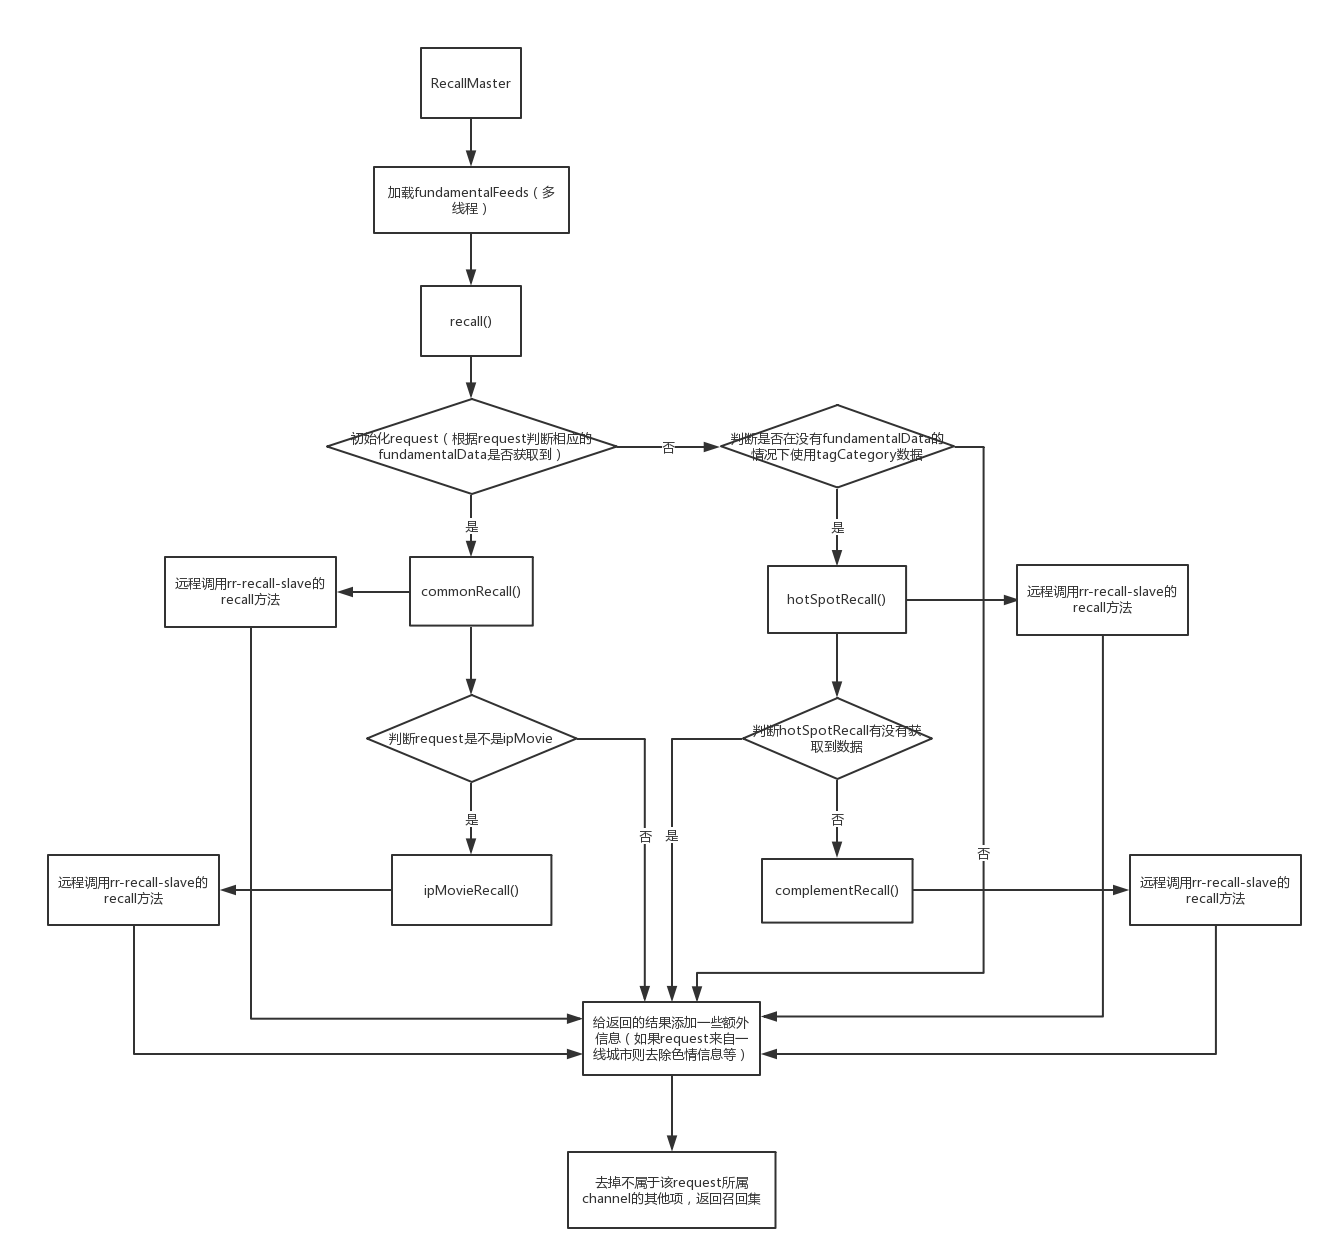 RecallMaster
加载fundamentalFeeds（多
线程）
recall()
初始化request（根据request判断相应的
fundamentalData是否获取到）
否
判断是否在没有fundamentalData的
情况下使用tagCategory数据
是
是
远程调用rr-recall-slave的
recall方法
commonRecall()
hotSpotRecall()
远程调用rr-recall-slave的
recall方法
判断request是不是ipMovie
判断hotSpotRecall有没有获
取到数据
是
否
是
否
否
远程调用rr-recall-slave的
recall方法
ipMovieRecall()
complementRecall()
远程调用rr-recall-slave的
recall方法
给返回的结果添加一些额外
信息（如果request来自一
线城市则去除色情信息等）
去掉不属于该request所属
channel的其他项，返回召回集